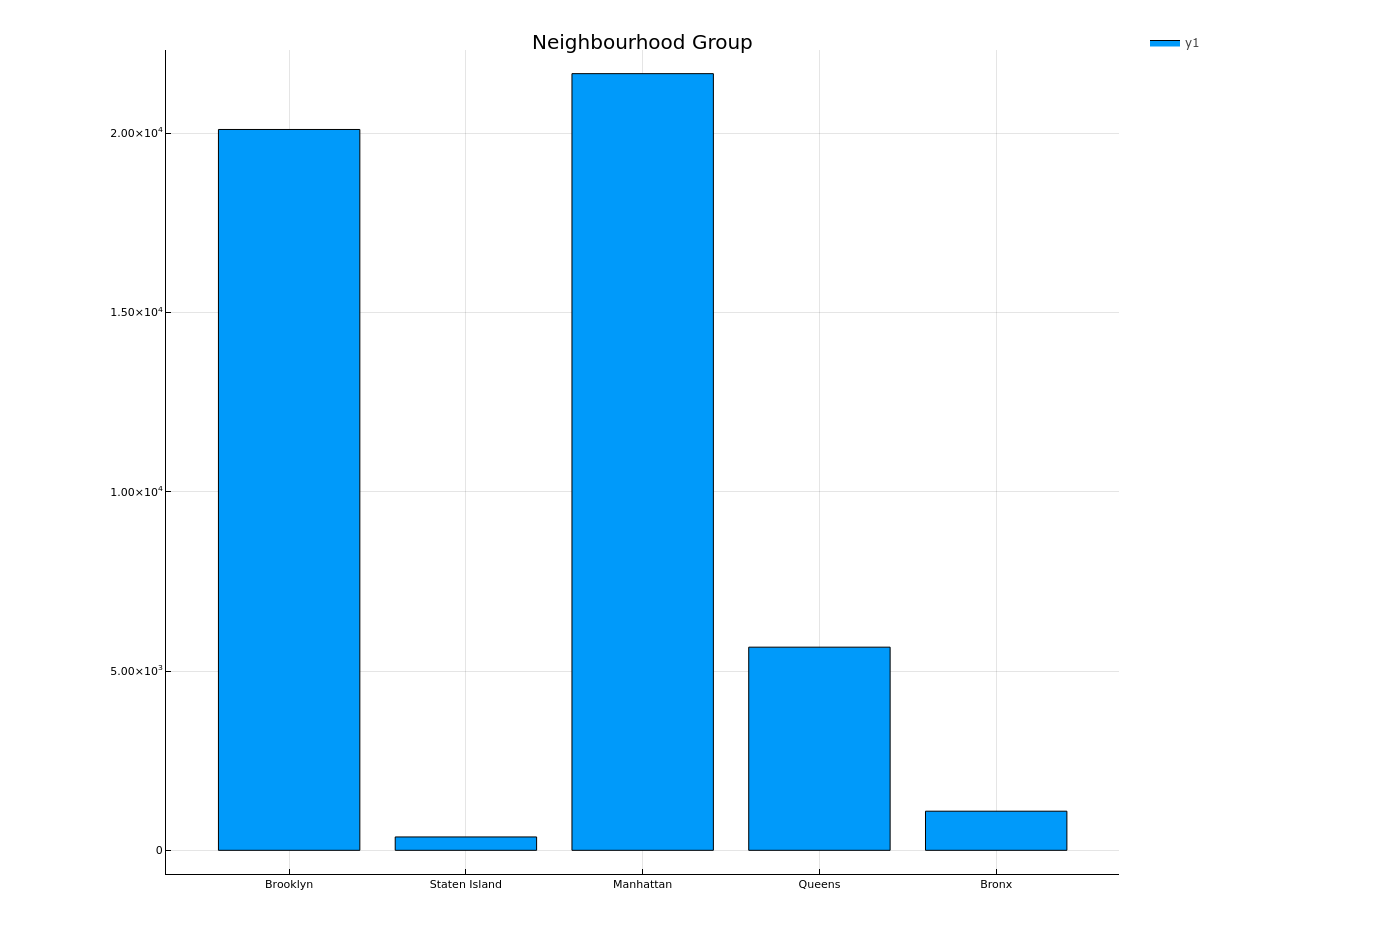 Neighbourhood Group
y1
2.00×10⁴
1.50×10⁴
1.00×10⁴
5.00×10³
0
Brooklyn Staten Island Manhattan Queens Bronx